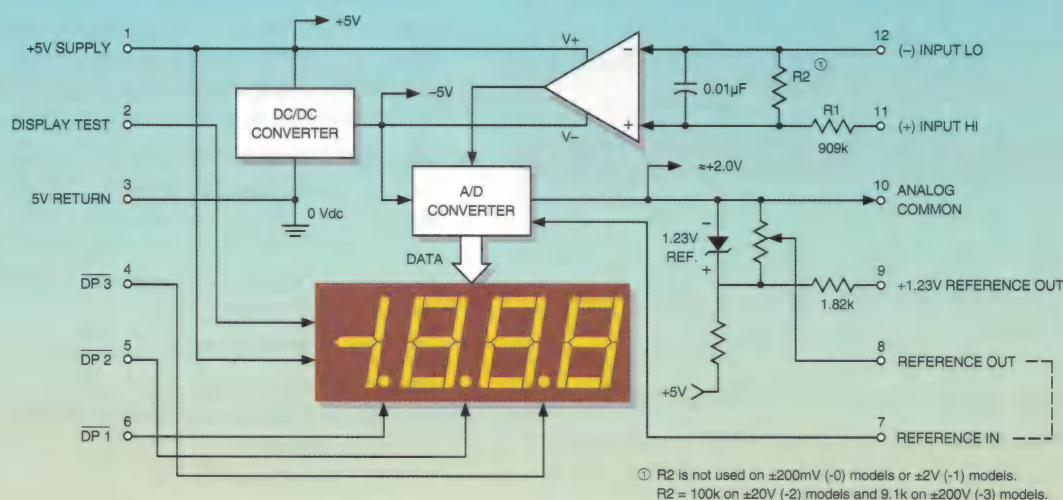 1
+5V SUPPLY
2
DISPLAY TEST
3
5V RETURN
4
DP 3
5
DP 2
6
DP 1
+5V
DC/DC
CONVERTER
0 Vdc
–5V
V+
V–
–
+
0.01µF
R2
①
R1
909k
12
(–) INPUT LO
11
(+) INPUT HI
A/D
CONVERTER
DATA
≈+2.0V
10
ANALOG
COMMON
–
1.23V
REF.
+
1.82k
9
+1.23V REFERENCE OUT
8
REFERENCE OUT
+5V
7
REFERENCE IN
-1.8.8.8
① R2 is not used on ±200mV (-0) models or ±2V (-1) models.
R2 = 100k on ±20V (-2) models and 9.1k on ±200V (-3) models.